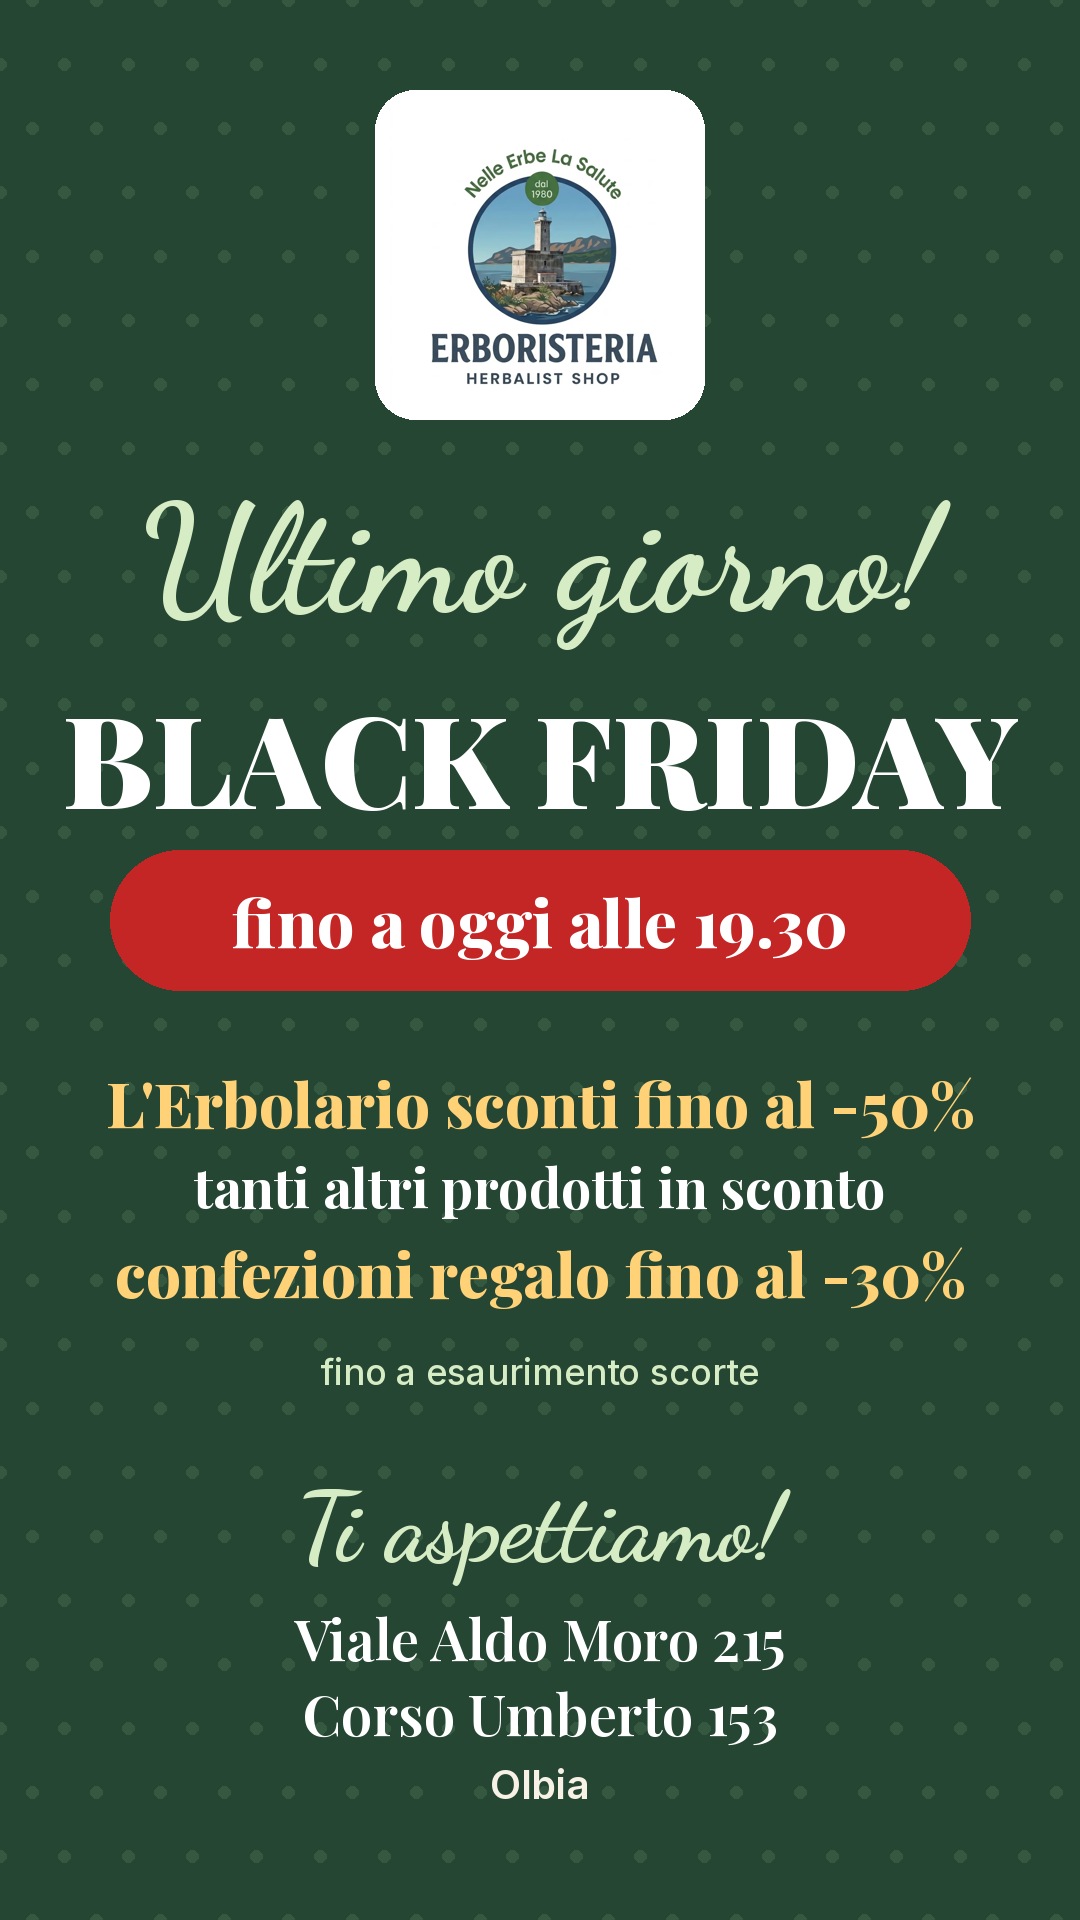 Nelle Erbe La Salute
dal
1980
ERBORISTERIA
HERBALIST SHOP
Ultimo giorno!
BLACK FRIDAY
fino a oggi alle 19.30
L'Erbolario sconti fino al -50%
tanti altri prodotti in sconto
confezioni regalo fino al -30%
fino a esaurimento scorte
Ti aspettiamo!
Viale Aldo Moro 215
Corso Umberto 153
Olbia